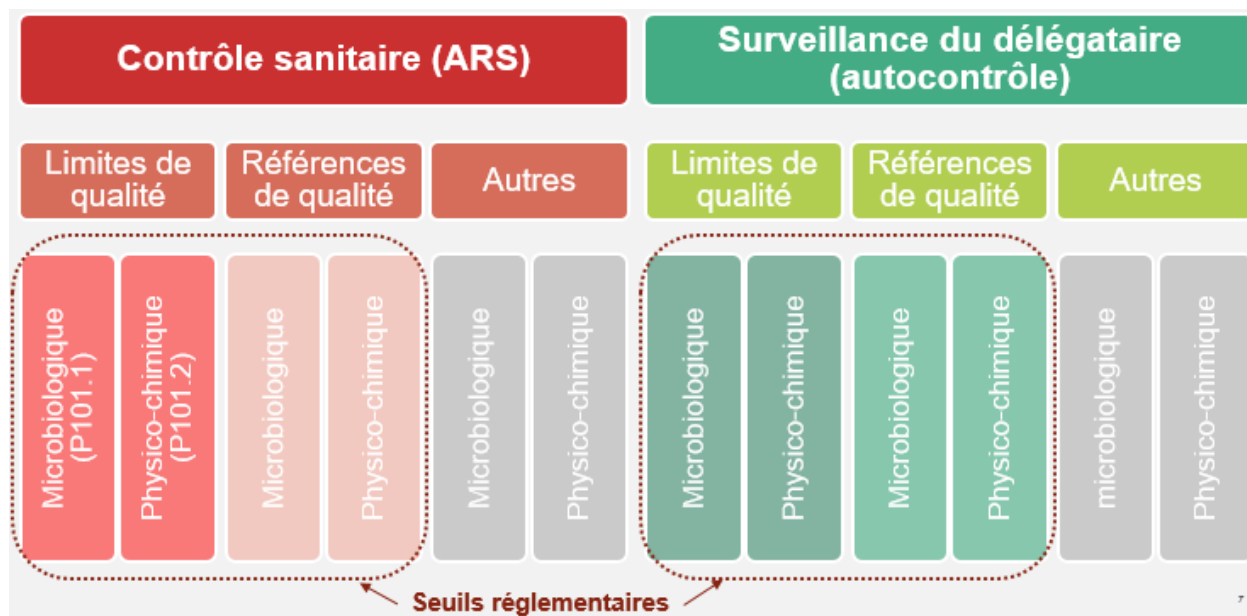 Contrôle sanitaire (ARS)
Surveillance du délégataire
(autocontrôle)
Limites de
qualité
Références
de qualité
Autres
Limites de
qualité
Références
de qualité
Autres
Microbiologique
(P101.1)
Physico-chimique
(P101.2)
Microbiologique
Physico-chimique
Microbiologique
Physico-chimique
Microbiologique
Physico-chimique
Microbiologique
Physico-chimique
microbiologique
Physico-chimique
Seuils réglementaires
7